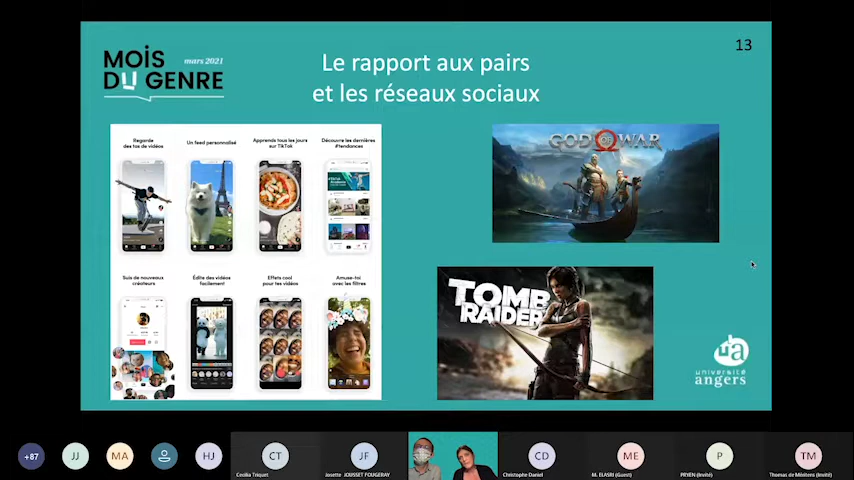 MOIS
mars 2021
DU GENRE
Le rapport aux pairs
et les réseaux sociaux
13
Regarde
des tas de vidéos
Un feed personnalisé
Apprends tous les jours
sur TikTok
Découvre les dernières
#tendances
Suis de nouveaux
créateurs
Édite des vidéos
facilement
Effets cool
pour tes vidéos
Amuse-toi
avec les filtres
GOD OF WAR
TOMB
RAIDER
ua
université
angers
+87
JJ
MA
HJ
CT
Cecilia Triquet
JF
Josette JOUSSET FOUGERAY
CD
Christophe Daniel
ME
M. ELASRI (Guest)
P
PRYEN (Invité)
TM
Thomas de Méritens (Invité)